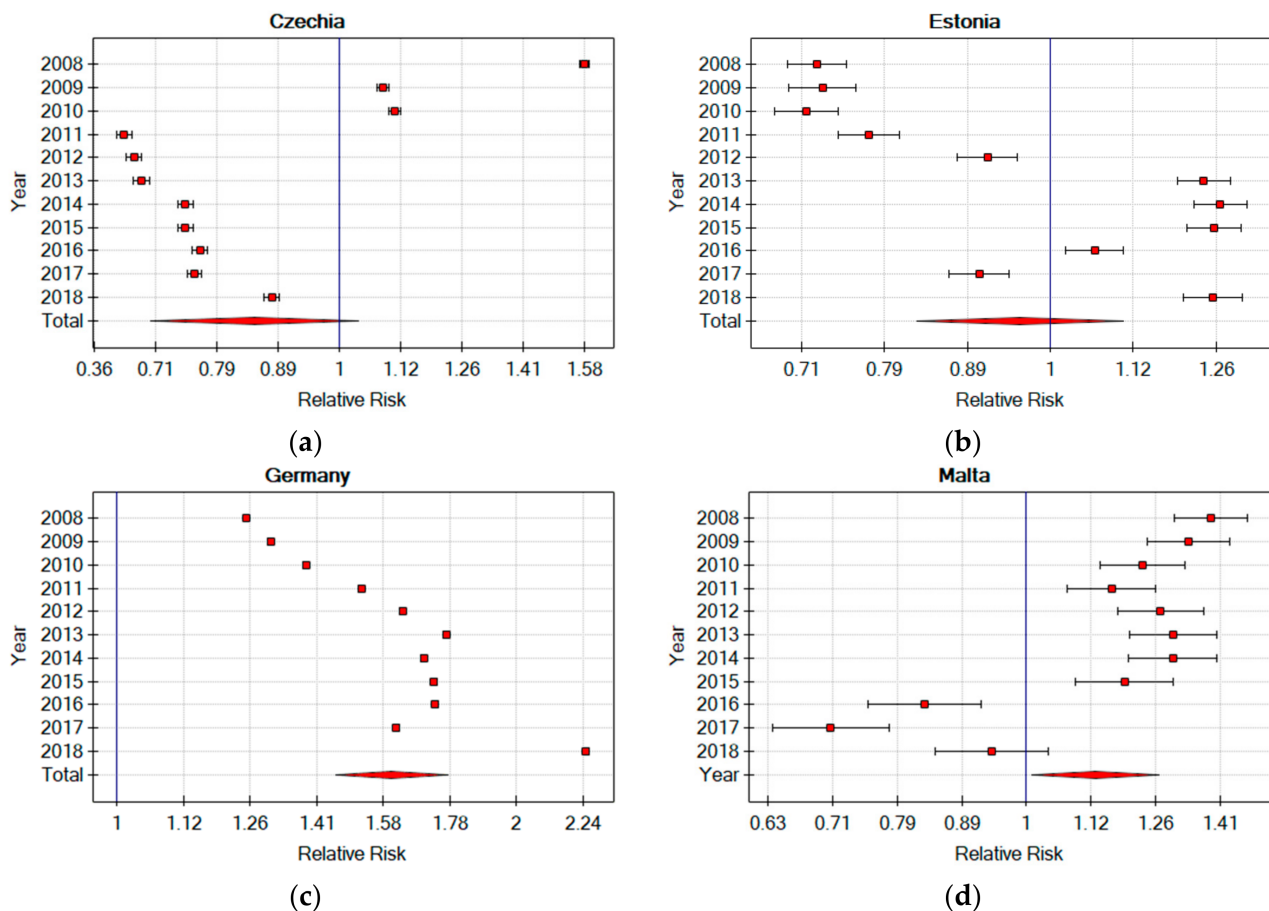 Czechia
Year
2008
2009
2010
2011
2012
2013
2014
2015
2016
2017
2018
Total
0.36 0.71 0.79 0.89 1 1.12 1.26 1.41 1.58
Relative Risk
(a)
Estonia
Year
2008
2009
2010
2011
2012
2013
2014
2015
2016
2017
2018
Total
0.71 0.79 0.89 1 1.12 1.26
Relative Risk
(b)
Germany
Year
2008
2009
2010
2011
2012
2013
2014
2015
2016
2017
2018
Total
1 1.12 1.26 1.41 1.58 1.78 2 2.24
Relative Risk
(c)
Malta
Year
2008
2009
2010
2011
2012
2013
2014
2015
2016
2017
2018
Year
0.63 0.71 0.79 0.89 1 1.12 1.26 1.41
Relative Risk
(d)